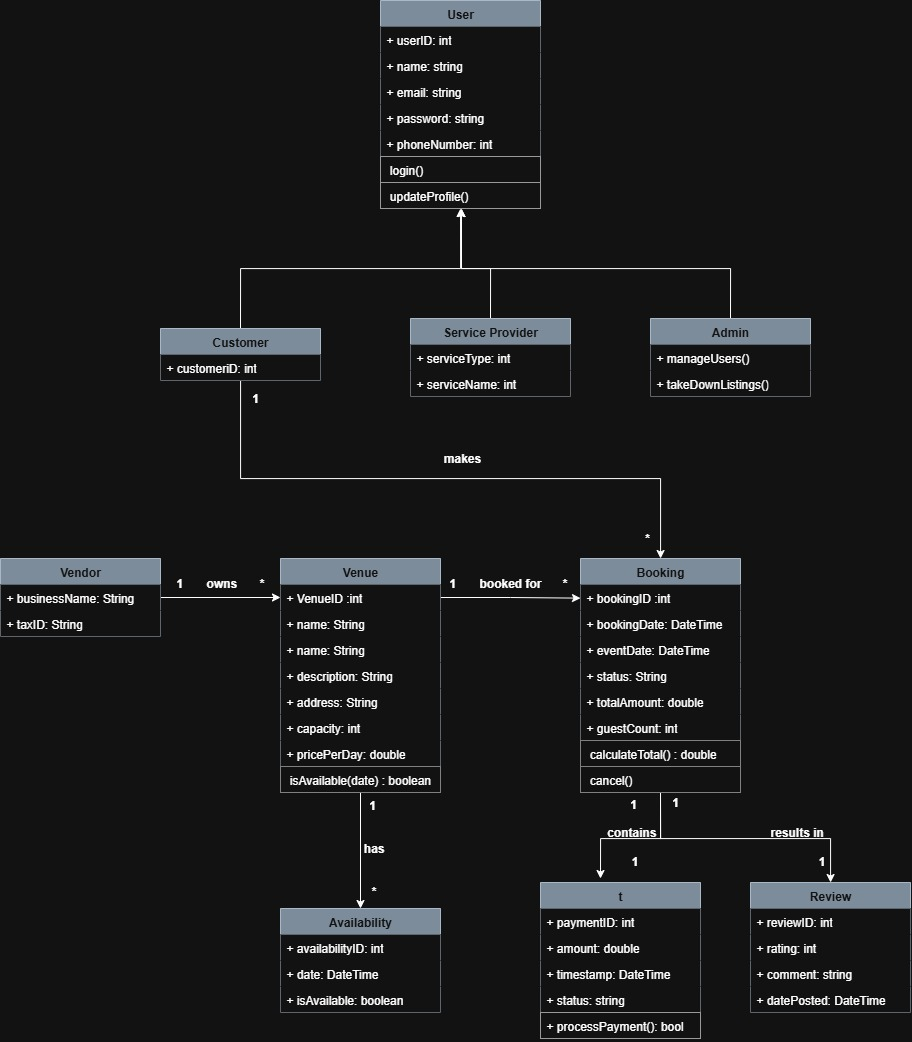 User
+ userID: int
+ name: string
+ email: string
+ password: string
+ phoneNumber: int
login()
updateProfile()
Customer
+ customeriD: int
Service Provider
+ serviceType: int
+ serviceName: int
Admin
+ manageUsers()
+ takeDownListings()
1
makes
*
Vendor
+ businessName: String
+ taxID: String
1 owns *
Venue
+ VenueID :int
+ name: String
+ name: String
+ description: String
+ address: String
+ capacity: int
+ pricePerDay: double
isAvailable(date) : boolean
1 booked for *
Booking
+ bookingID :int
+ bookingDate: DateTime
+ eventDate: DateTime
+ status: String
+ totalAmount: double
+ guestCount: int
calculateTotal() : double
cancel()
1
has
*
Availability
+ availabilityID: int
+ date: DateTime
+ isAvailable: boolean
1
contains
1
t
+ paymentID: int
+ amount: double
+ timestamp: DateTime
+ status: string
+ processPayment(): bool
1
results in
1
Review
+ reviewID: int
+ rating: int
+ comment: string
+ datePosted: DateTime